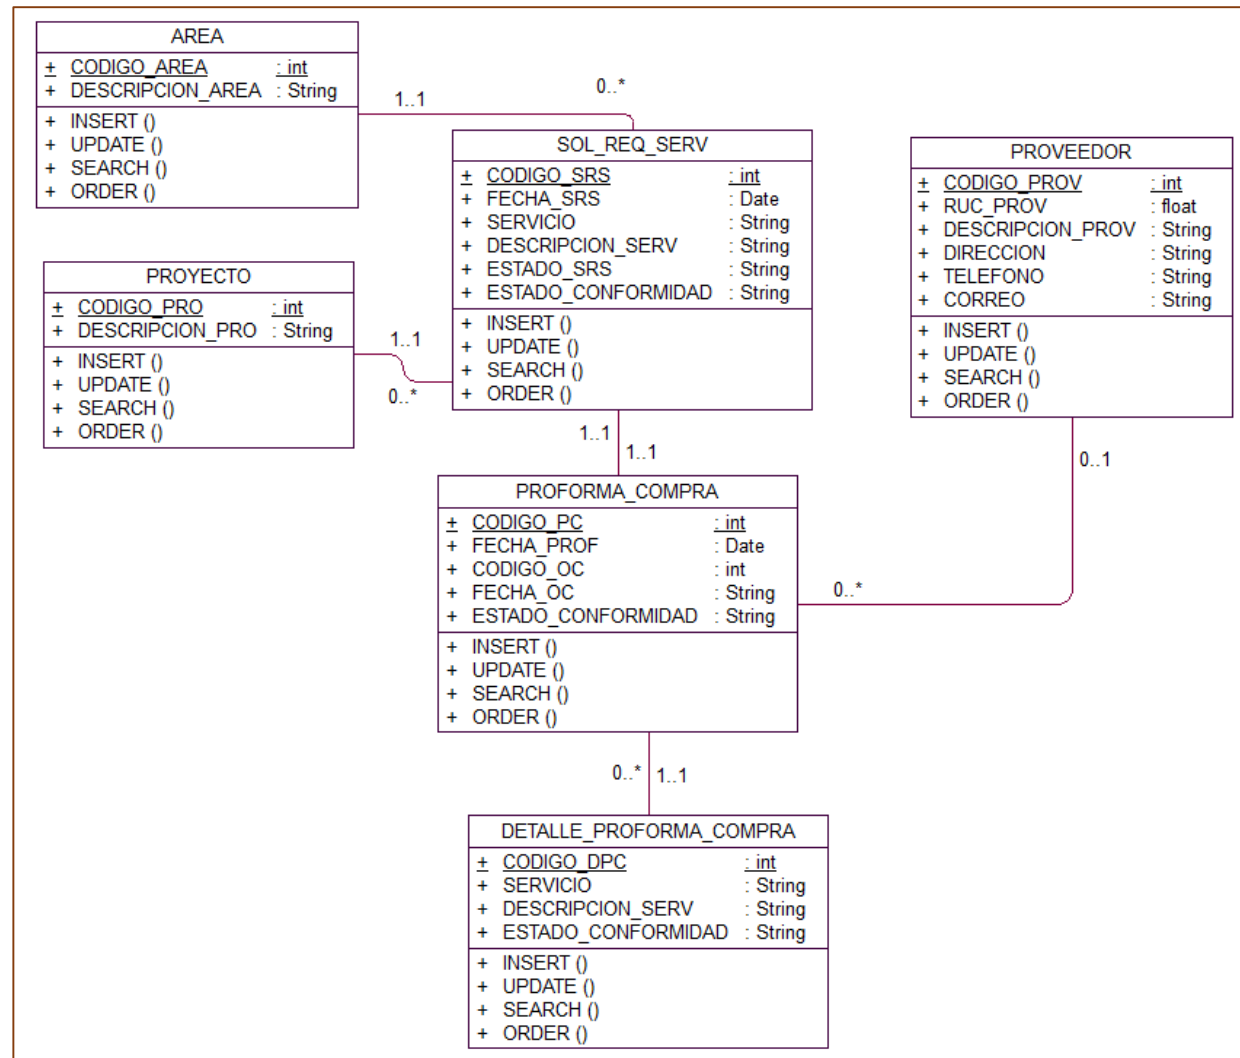 AREA
+ CODIGO_AREA : int
+ DESCRIPCION_AREA : String
+ INSERT ()
+ UPDATE ()
+ SEARCH ()
+ ORDER ()
1..1
0..*
SOL_REQ_SERV
+ CODIGO_SRS : int
+ FECHA_SRS : Date
+ SERVICIO : String
+ DESCRIPCION_SERV : String
+ ESTADO_SRS : String
+ ESTADO_CONFORMIDAD : String
+ INSERT ()
+ UPDATE ()
+ SEARCH ()
+ ORDER ()
PROVEEDOR
+ CODIGO_PROV : int
+ RUC_PROV : float
+ DESCRIPCION_PROV : String
+ DIRECCION : String
+ TELEFONO : String
+ CORREO : String
+ INSERT ()
+ UPDATE ()
+ SEARCH ()
+ ORDER ()
PROYECTO
+ CODIGO_PRO : int
+ DESCRIPCION_PRO : String
+ INSERT ()
+ UPDATE ()
+ SEARCH ()
+ ORDER ()
1..1
0..*
1..1
1..1
0..1
PROFORMA_COMPRA
+ CODIGO_PC : int
+ FECHA_PROF : Date
+ CODIGO_OC : int
+ FECHA_OC : String
+ ESTADO_CONFORMIDAD : String
+ INSERT ()
+ UPDATE ()
+ SEARCH ()
+ ORDER ()
0..*
0..*
1..1
DETALLE_PROFORMA_COMPRA
+ CODIGO_DPC : int
+ SERVICIO : String
+ DESCRIPCION_SERV : String
+ ESTADO_CONFORMIDAD : String
+ INSERT ()
+ UPDATE ()
+ SEARCH ()
+ ORDER ()